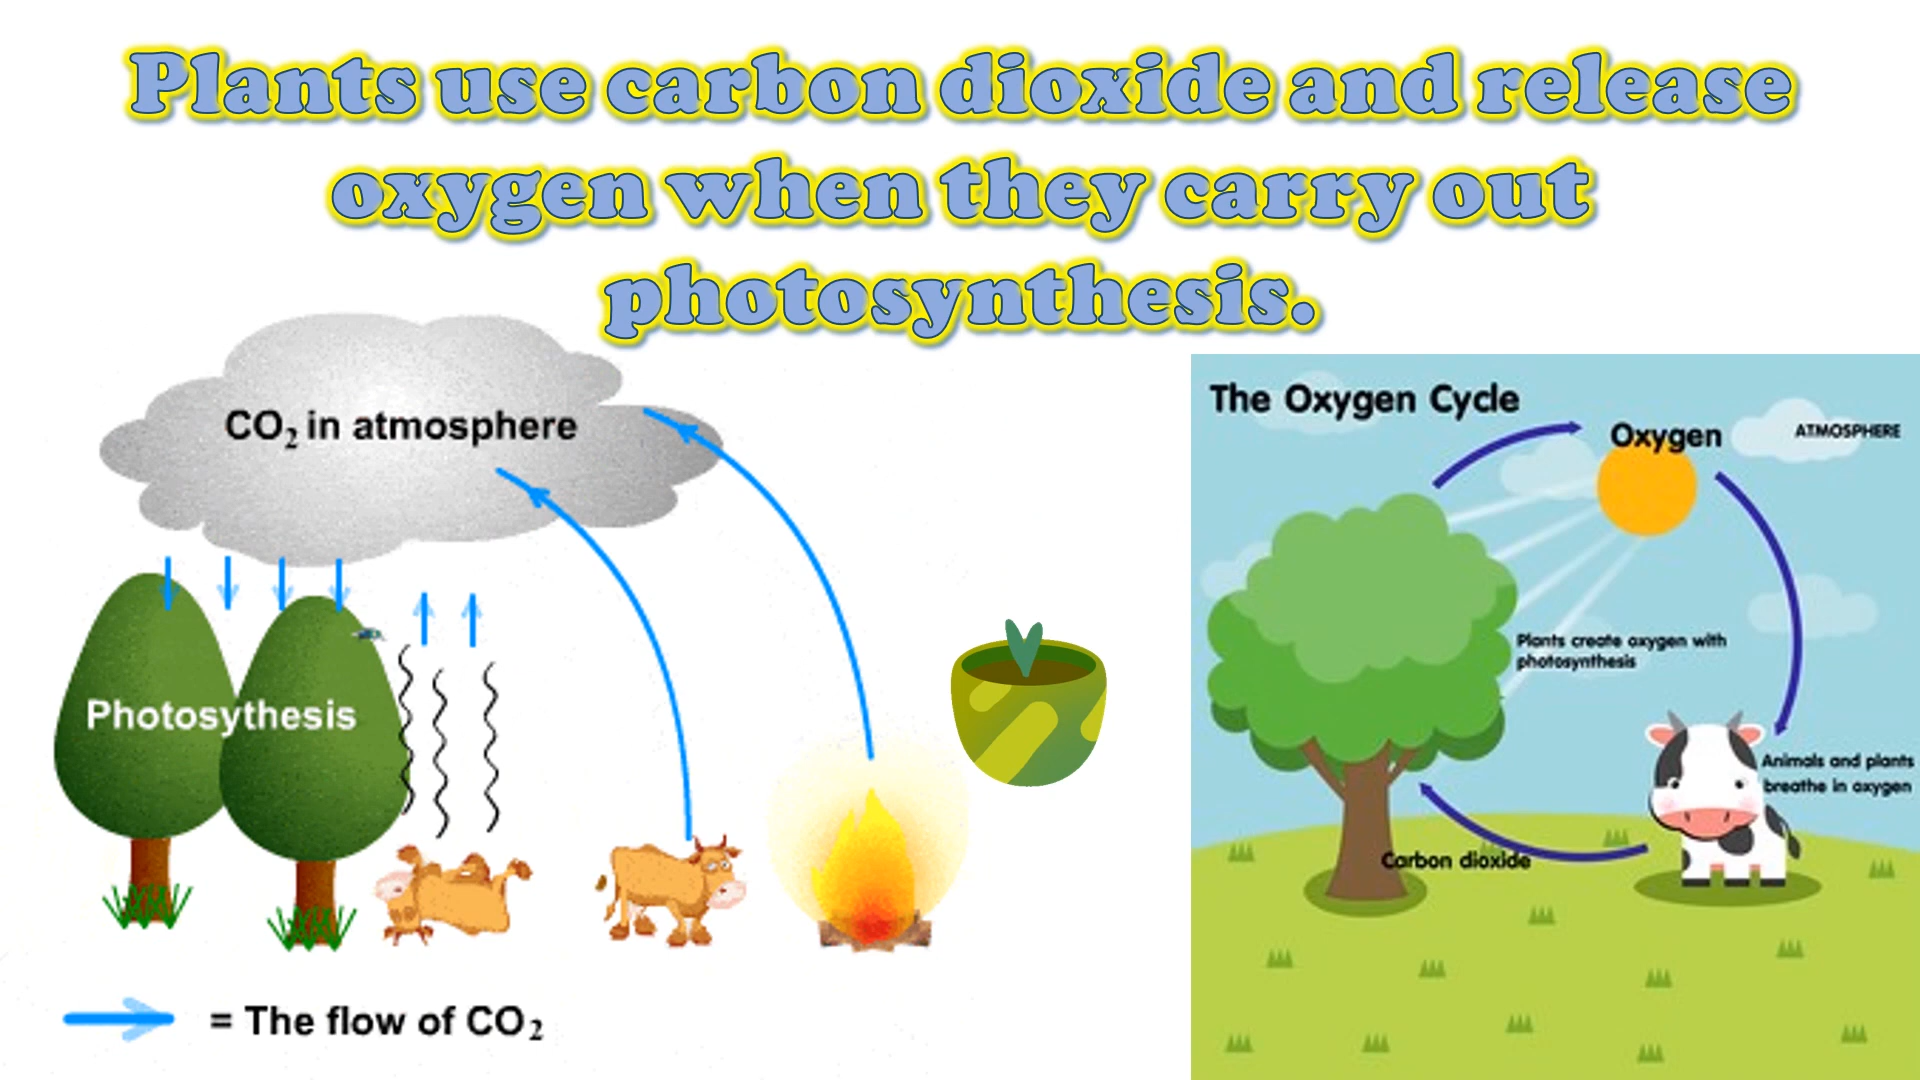 Plants use carbon dioxide and release
oxygen when they carry out
photosynthesis.
CO₂ in atmosphere
Photosythesis
= The flow of CO₂
The Oxygen Cycle
Oxygen
ATMOSPHERE
Plants create oxygen with
photosynthesis
Animals and plants
breathe in oxygen
Carbon dioxide